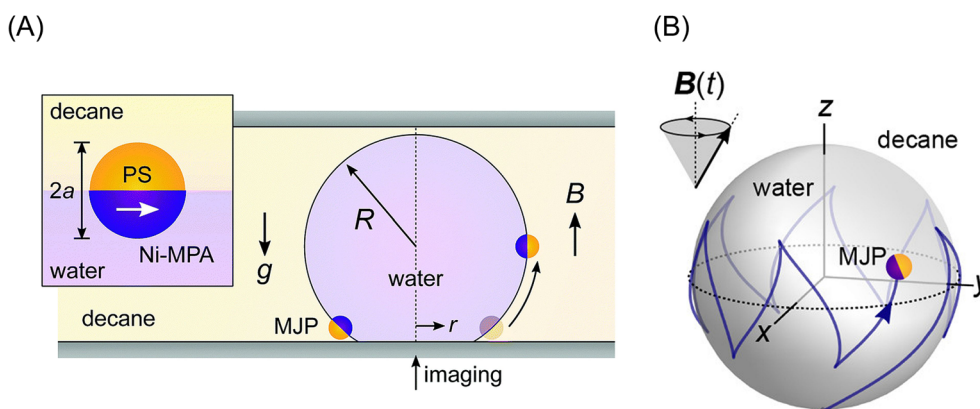 (A)
decane
2a
PS
Ni-MPA
water
g
R
water
B
decane
MJP
r
imaging
(B)
B(t)
z
decane
water
MJP
y
x